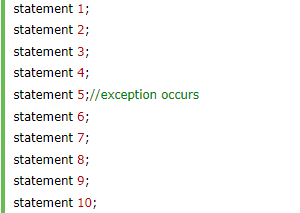 statement 1;
statement 2;
statement 3;
statement 4;
statement 5;//exception occurs
statement 6;
statement 7;
statement 8;
statement 9;
statement 10;